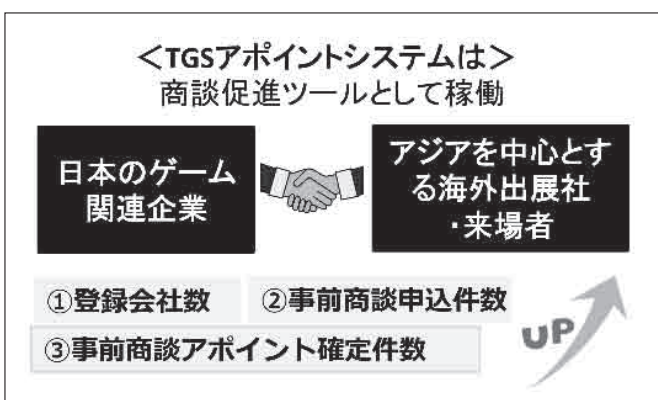 ＜TGSアポイントシステムは＞
商談促進ツールとして稼働
日本のゲーム
関連企業
アジアを中心とす
る海外出展社
・来場者
①登録会社数
②事前商談申込件数
③事前商談アポイント確定件数
UP